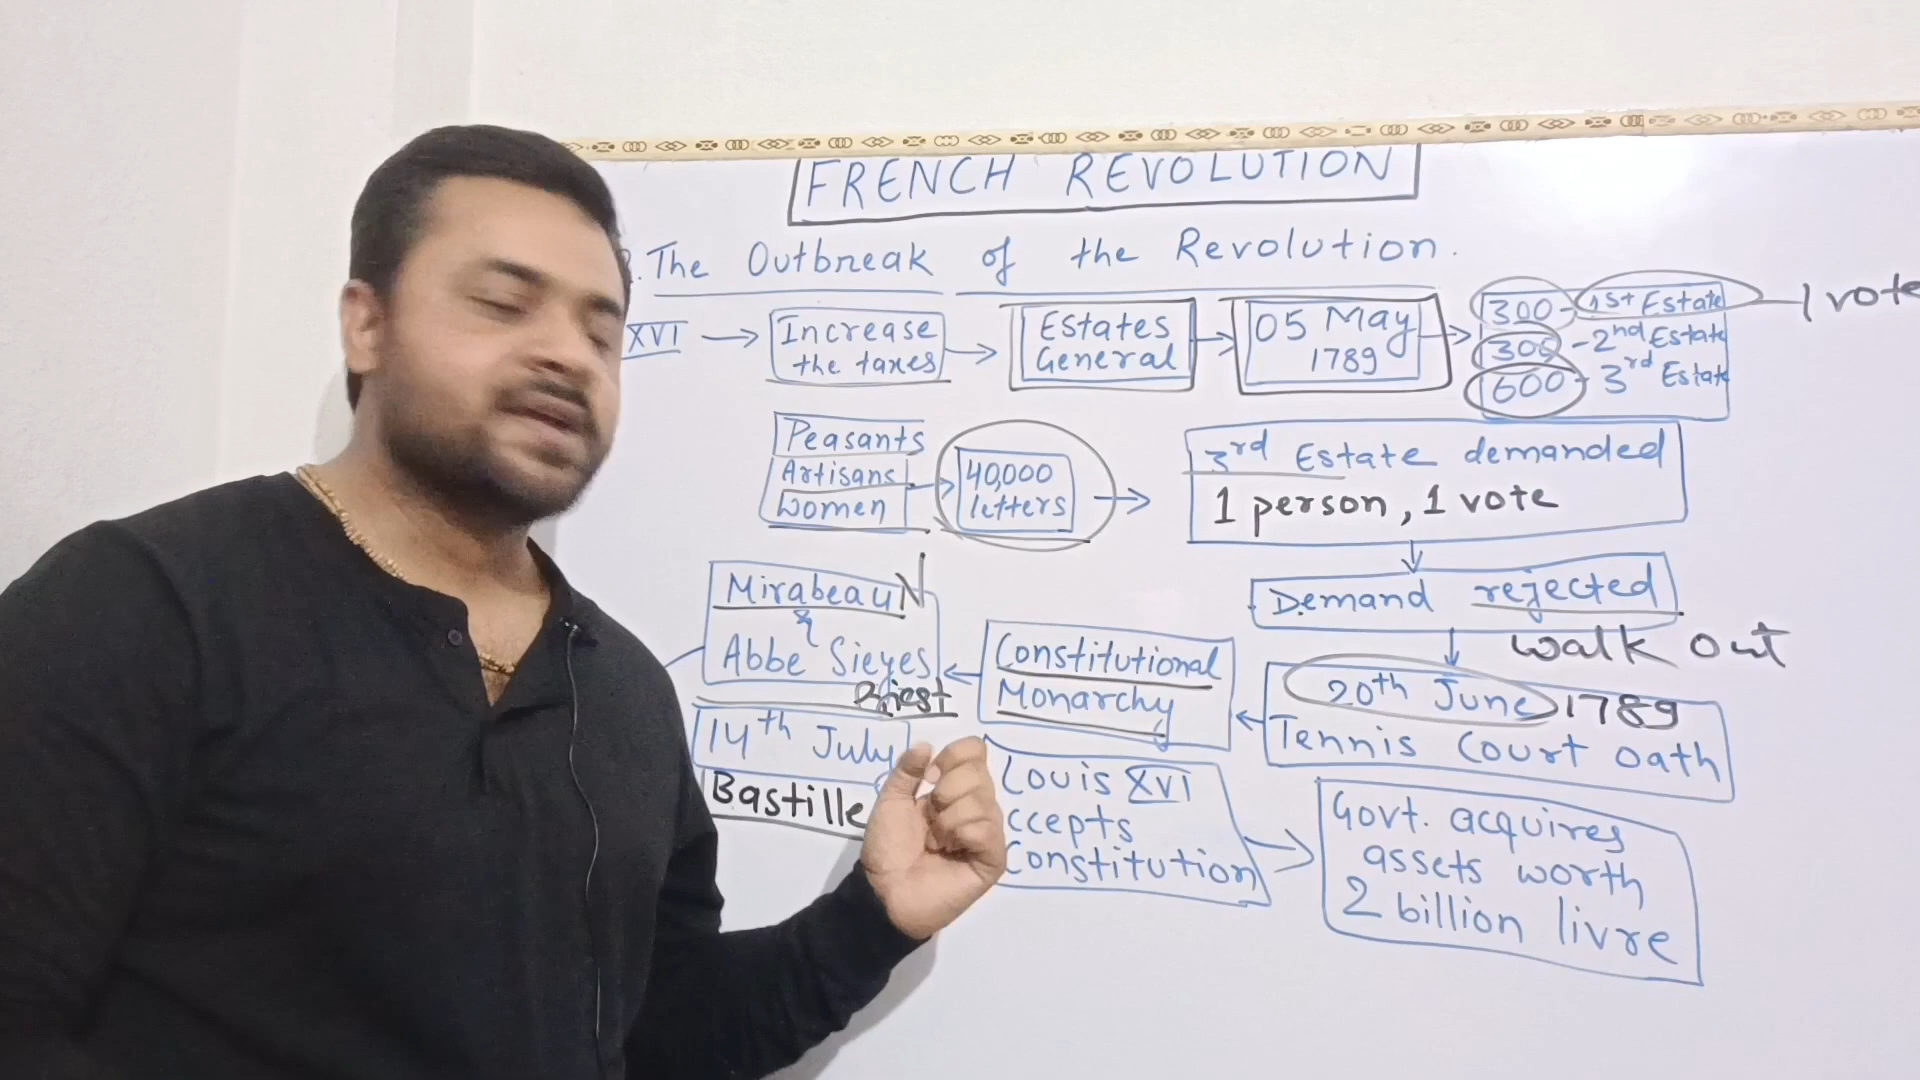 FRENCH REVOLUTION
.The Outbreak of the Revolution.
XVI → Increase the taxes → Estates General → 05 May 1789 →
300 - 1st Estate - 1 vote
300 - 2nd Estate
600 - 3rd Estate
Peasants
Artisans
Women
→ 40,000 letters →
3rd Estate demanded
1 person, 1 vote
Demand rejected
Walk out
20th June 1789
Tennis Court Oath
Constitutional
Monarchy
Mirabeau N
&
Abbe Sieyes
Priest
14th July
Bastille
Louis XVI
ccepts
Constitution
Govt. acquires
assets worth
2 billion livre